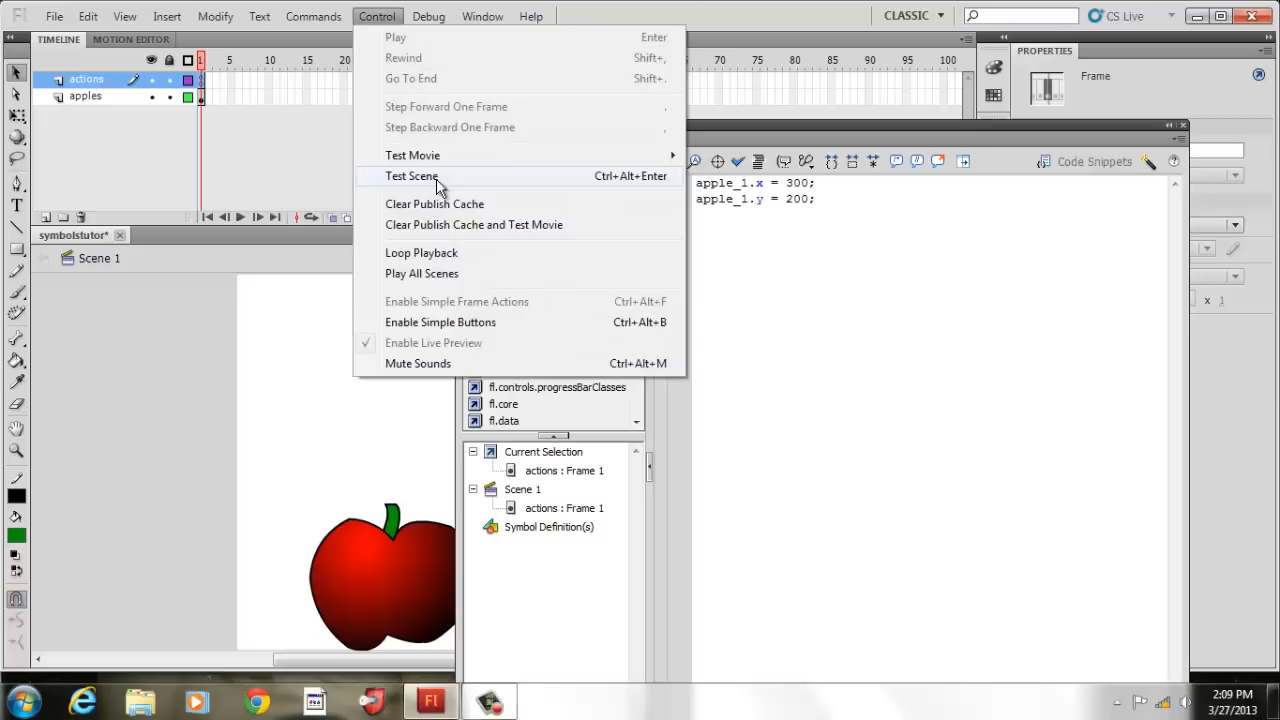 Fl File Edit View Insert Modify Text Commands Control Debug Window Help CLASSIC CS Live
TIMELINE MOTION EDITOR
1 5 10 15 20 70 75 80 85 90 95 100
actions
apples
Play Enter
Rewind Shift+,
Go To End Shift+.
Step Forward One Frame .
Step Backward One Frame ,
Test Movie
Test Scene Ctrl+Alt+Enter
Clear Publish Cache
Clear Publish Cache and Test Movie
Loop Playback
Play All Scenes
Enable Simple Frame Actions Ctrl+Alt+F
Enable Simple Buttons Ctrl+Alt+B
Enable Live Preview
Mute Sounds Ctrl+Alt+M
PROPERTIES
Frame
Code Snippets
apple_1.x = 300;
apple_1.y = 200;
x 1
symbolstutor*
Scene 1
fl.controls.progressBarClasses
fl.core
fl.data
Current Selection
actions : Frame 1
Scene 1
actions : Frame 1
Symbol Definition(s)
Fl
2:09 PM
3/27/2013